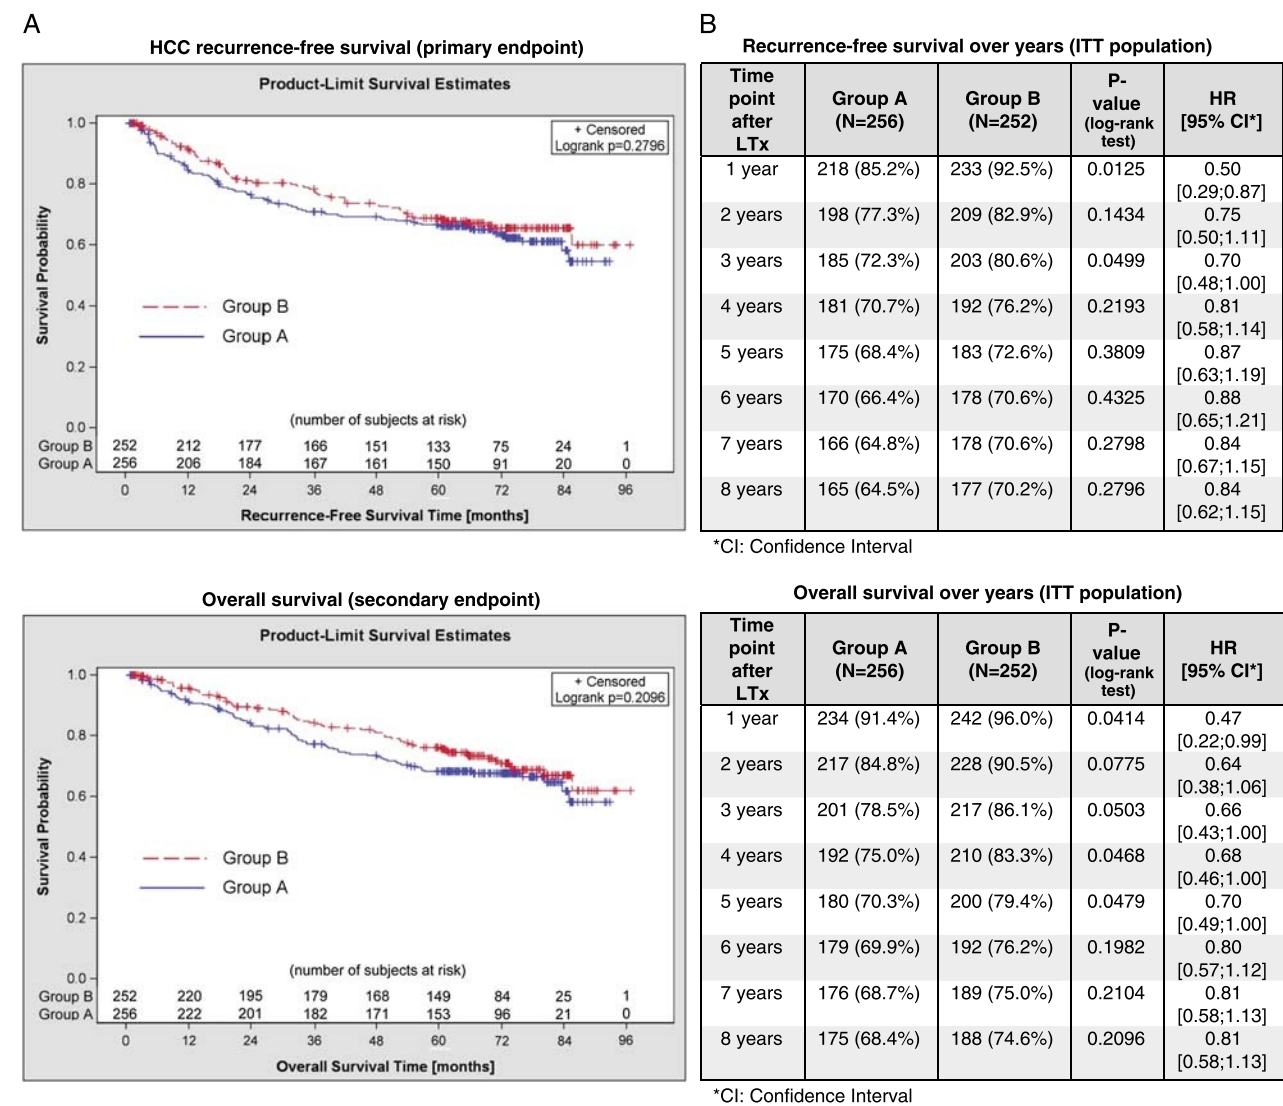 A
HCC recurrence-free survival (primary endpoint)
Product-Limit Survival Estimates
+ Censored
Logrank p=0.2796
1.0
0.8
0.6
0.4
0.2
0.0
Survival Probability
Group B
Group A
(number of subjects at risk)
Group B 252 212 177 166 151 133 75 24 1
Group A 256 206 184 167 161 150 91 20 0
0 12 24 36 48 60 72 84 96
Recurrence-Free Survival Time [months]
Overall survival (secondary endpoint)
Product-Limit Survival Estimates
+ Censored
Logrank p=0.2096
1.0
0.8
0.6
0.4
0.2
0.0
Survival Probability
Group B
Group A
(number of subjects at risk)
Group B 252 220 195 179 168 149 84 25 1
Group A 256 222 201 182 171 153 96 21 0
0 12 24 36 48 60 72 84 96
Overall Survival Time [months]
B
Recurrence-free survival over years (ITT population)
Time
point
after
LTx
Group A
(N=256)
Group B
(N=252)
P-
value
(log-rank
test)
HR
[95% CI*]
1 year 218 (85.2%) 233 (92.5%) 0.0125 0.50
[0.29;0.87]
2 years 198 (77.3%) 209 (82.9%) 0.1434 0.75
[0.50;1.11]
3 years 185 (72.3%) 203 (80.6%) 0.0499 0.70
[0.48;1.00]
4 years 181 (70.7%) 192 (76.2%) 0.2193 0.81
[0.58;1.14]
5 years 175 (68.4%) 183 (72.6%) 0.3809 0.87
[0.63;1.19]
6 years 170 (66.4%) 178 (70.6%) 0.4325 0.88
[0.65;1.21]
7 years 166 (64.8%) 178 (70.6%) 0.2798 0.84
[0.67;1.15]
8 years 165 (64.5%) 177 (70.2%) 0.2796 0.84
[0.62;1.15]
*CI: Confidence Interval
Overall survival over years (ITT population)
Time
point
after
LTx
Group A
(N=256)
Group B
(N=252)
P-
value
(log-rank
test)
HR
[95% CI*]
1 year 234 (91.4%) 242 (96.0%) 0.0414 0.47
[0.22;0.99]
2 years 217 (84.8%) 228 (90.5%) 0.0775 0.64
[0.38;1.06]
3 years 201 (78.5%) 217 (86.1%) 0.0503 0.66
[0.43;1.00]
4 years 192 (75.0%) 210 (83.3%) 0.0468 0.68
[0.46;1.00]
5 years 180 (70.3%) 200 (79.4%) 0.0479 0.70
[0.49;1.00]
6 years 179 (69.9%) 192 (76.2%) 0.1982 0.80
[0.57;1.12]
7 years 176 (68.7%) 189 (75.0%) 0.2104 0.81
[0.58;1.13]
8 years 175 (68.4%) 188 (74.6%) 0.2096 0.81
[0.58;1.13]
*CI: Confidence Interval